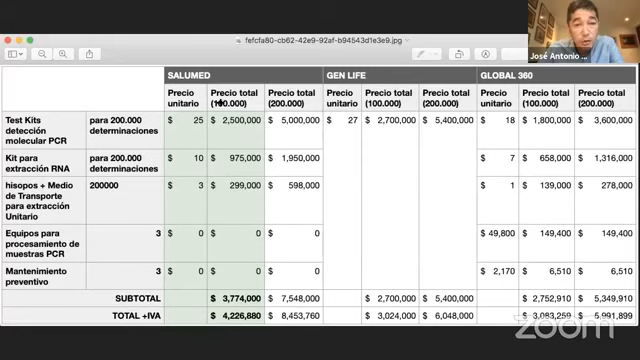 fefcfa80-cb62-42e9-92af-b94543d1e3e9.jpg
José Antonio
SALUMED GEN LIFE GLOBAL 360
Precio unitario Precio total (100.000) Precio total (200.000) Precio unitario Precio total (100.000) Precio total (200.000) Precio unitario Precio total (100.000) Precio total (200.000)
Test Kits detección molecular PCR para 200.000 determinaciones $ 25 $ 2,500,000 $ 5,000,000 $ 27 $ 2,700,000 $ 5,400,000 $ 18 $ 1,800,000 $ 3,600,000
Kit para extracción RNA para 200.000 determinaciones $ 10 $ 975,000 $ 1,950,000 $ 7 $ 658,000 $ 1,316,000
hisopos + Medio de Transporte para extracción Unitario 200000 $ 3 $ 299,000 $ 598,000 $ 1 $ 139,000 $ 278,000
Equipos para procesamiento de muestras PCR 3 $ 0 $ 0 $ 0 $ 49,800 $ 149,400 $ 149,400
Mantenimiento preventivo 3 $ 0 $ 0 $ 0 $ 2,170 $ 6,510 $ 6,510
SUBTOTAL $ 3,774,000 $ 7,548,000 $ 2,700,000 $ 5,400,000 $ 2,752,910 $ 5,349,910
TOTAL +IVA $ 4,226,880 $ 8,453,760 $ 3,024,000 $ 6,048,000 $ 3,083,259 $ 5,991,899
zoom